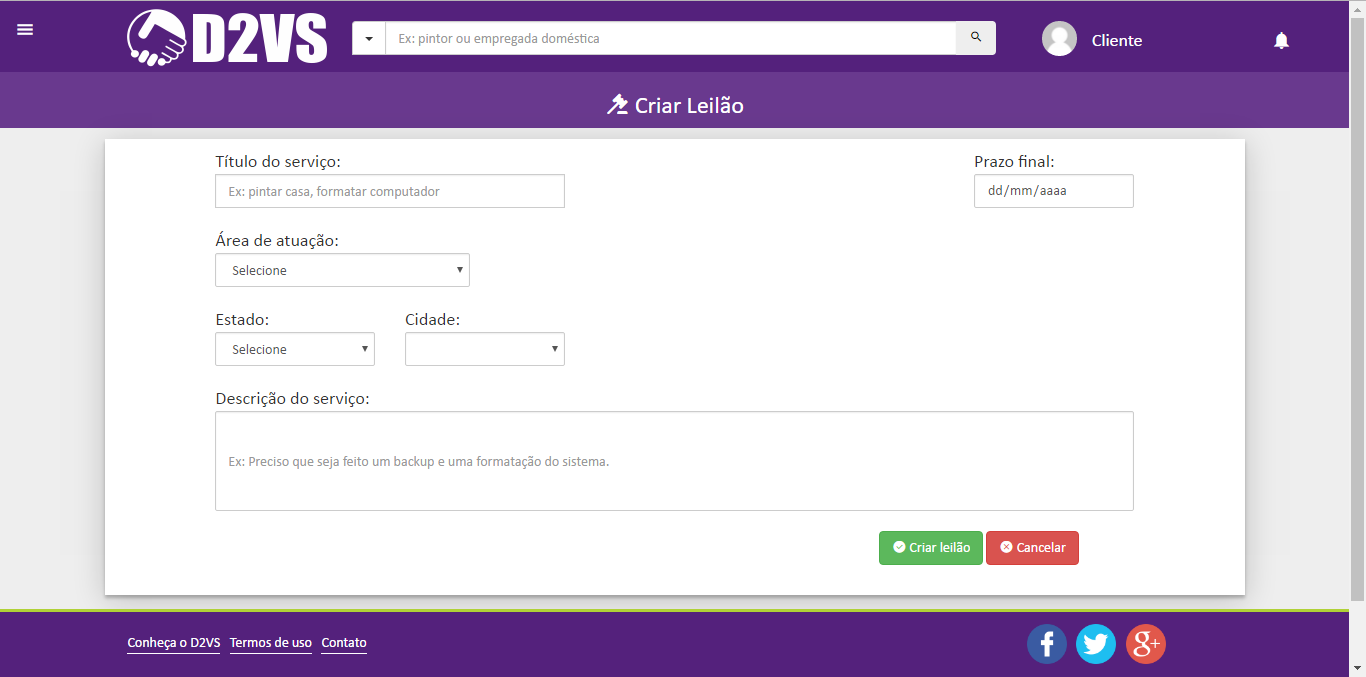 D2VS
Ex: pintor ou empregada doméstica
Cliente
Criar Leilão
Título do serviço:
Prazo final:
Ex: pintar casa, formatar computador
dd/mm/aaaa
Área de atuação:
Selecione
Estado:
Cidade:
Selecione
Descrição do serviço:
Ex: Preciso que seja feito um backup e uma formatação do sistema.
Criar leilão
Cancelar
Conheça o D2VS Termos de uso Contato
f
g+